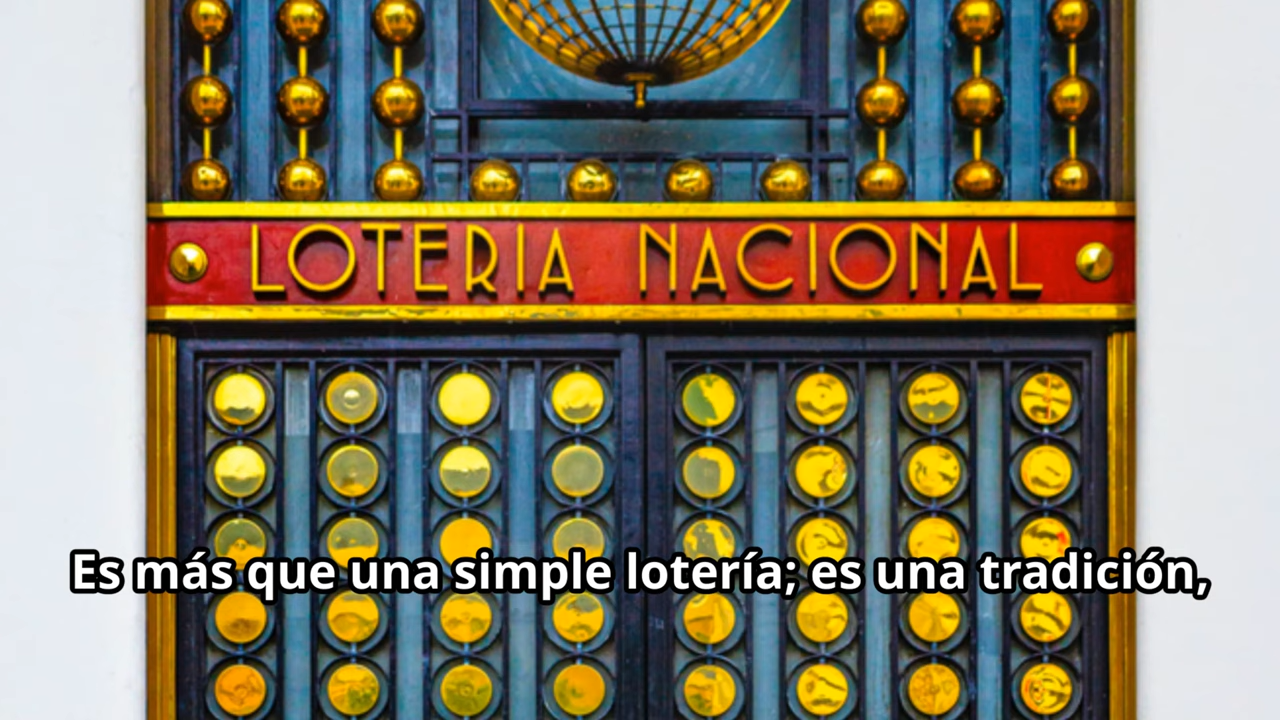 LOTERIA NACIONAL
Es más que una simple lotería; es una tradición,